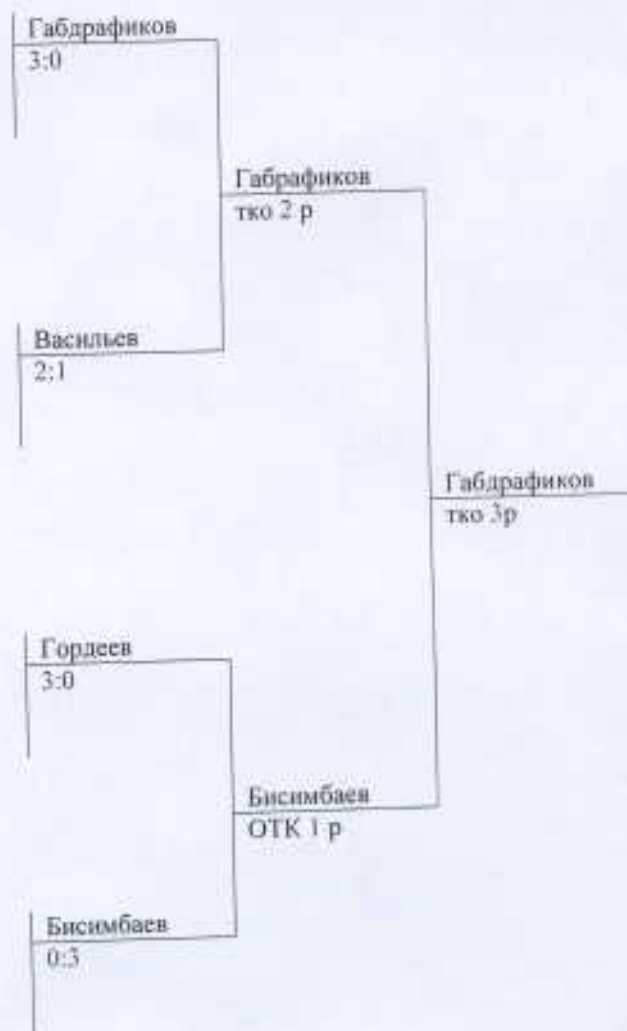 Габдрафиков
3:0
Габрафиков
тко 2 р
Васильев
2:1
Габдрафиков
тко 3р
Гордеев
3:0
Бисимбаев
ОТК 1 р
Бисимбаев
0:3